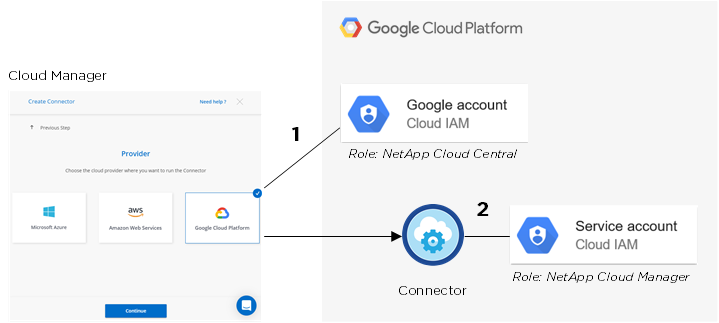 Google Cloud Platform
Cloud Manager
Create Connector
Need help ?
Previous Step
Provider
Choose the cloud provider where you want to run the Connector
Microsoft Azure
aws
Amazon Web Services
Google Cloud Platform
Continue
1
Google account
Cloud IAM
Role: NetApp Cloud Central
Connector
2
Service account
Cloud IAM
Role: NetApp Cloud Manager